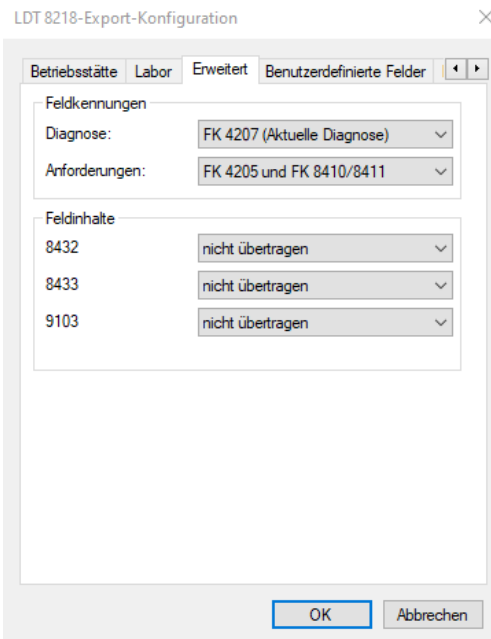 LDT 8218-Export-Konfiguration
Betriebsstätte Labor Erweitert Benutzerdefinierte Felder
Feldkennungen
Diagnose: FK 4207 (Aktuelle Diagnose)
Anforderungen: FK 4205 und FK 8410/8411
Feldinhalte
8432 nicht übertragen
8433 nicht übertragen
9103 nicht übertragen
OK Abbrechen